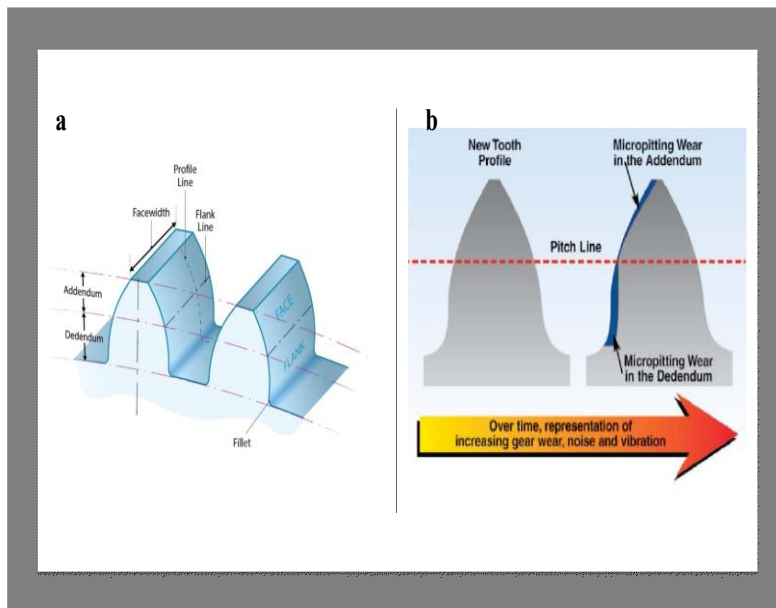 a
Profile
Line
Facewidth
Flank
Line
Addendum
Dedendum
FACE
FLANK
Fillet
b
New Tooth
Profile
Micropitting Wear
in the Addendum
Pitch Line
Micropitting Wear
in the Dedendum
Over time, representation of
increasing gear wear, noise and vibration